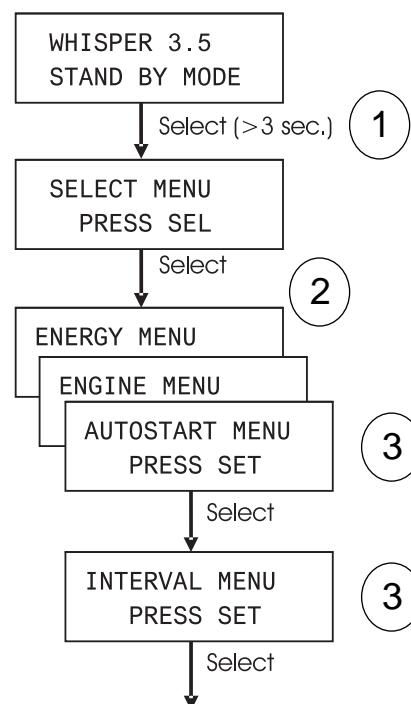 WHISPER 3.5
STAND BY MODE
Select (>3 sec.)
1
SELECT MENU
PRESS SEL
Select
2
ENERGY MENU
ENGINE MENU
AUTOSTART MENU
PRESS SET
3
Select
INTERVAL MENU
PRESS SET
3
Select